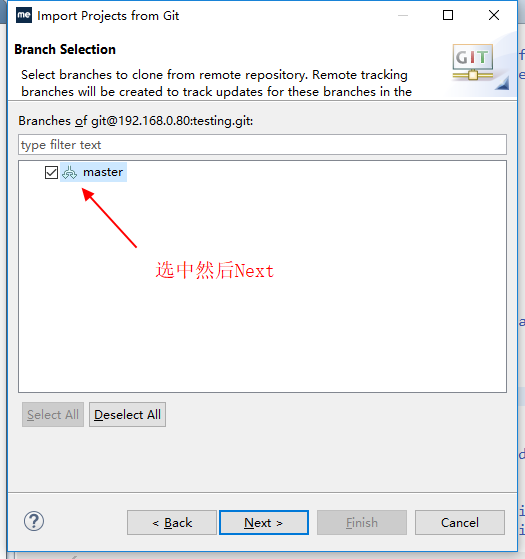 me Import Projects from Git
Branch Selection
GIT
Select branches to clone from remote repository. Remote tracking
branches will be created to track updates for these branches in the
Branches of git@192.168.0.80:testing.git:
type filter text
master
选中然后Next
Select All Deselect All
? < Back Next > Finish Cancel